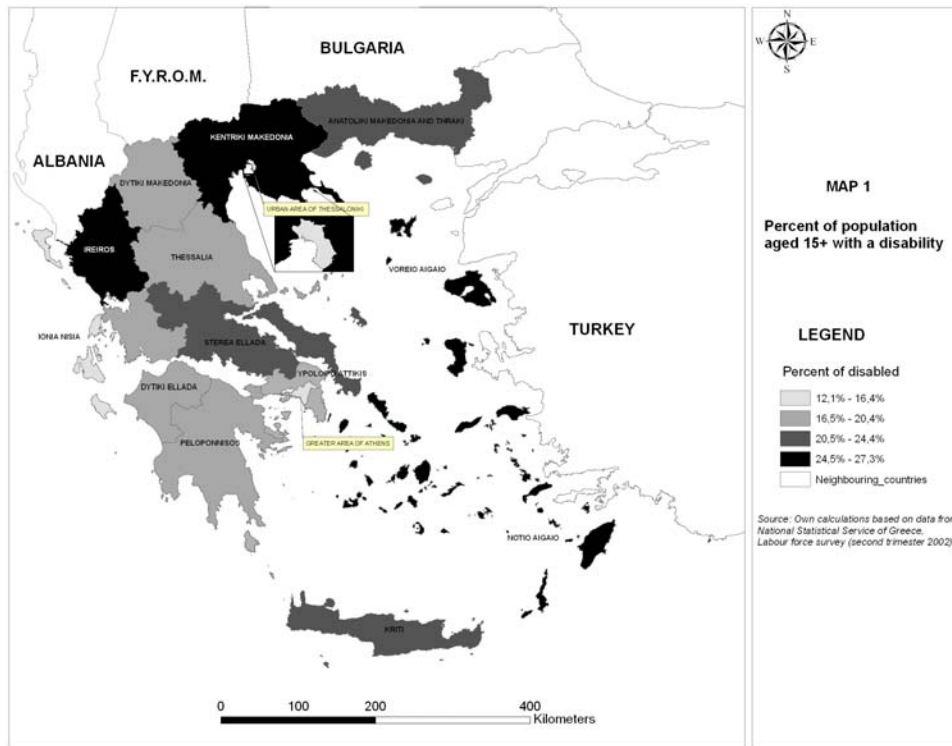 BULGARIA
F.Y.R.O.M.
ANATOLIKI MAKEDONIA AND THRAKI
KENTRIKI MAKEDONIA
ALBANIA
DYTIKI MAKEDONIA
URBAN AREA OF THESSALONIKI
IREIROS
THESSALIA
VOREIO AIGAIO
TURKEY
IONIA NISIA
STEREA ELLADA
YPOLOIPO ATTIKIS
DYTIKI ELLADA
GREATER AREA OF ATHENS
PELOPONNISOS
NOTIO AIGAIO
KRITI
0 100 200 400
Kilometers
N
W E
S
MAP 1
Percent of population
aged 15+ with a disability
LEGEND
Percent of disabled
12,1% - 16,4%
16,5% - 20,4%
20,5% - 24,4%
24,5% - 27,3%
Neighbouring_countries
Source: Own calculations based on data from
National Statistical Service of Greece,
Labour force survey (second trimester 2002)